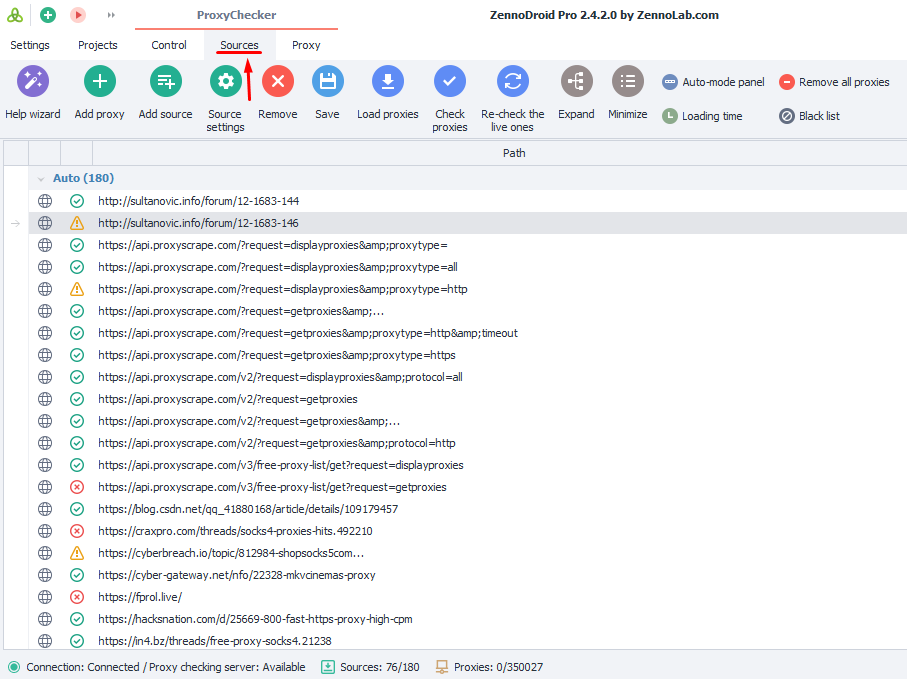 ProxyChecker
ZennoDroid Pro 2.4.2.0 by ZennoLab.com
Settings Projects Control Sources Proxy
Help wizard Add proxy Add source Source settings Remove Save Load proxies Check proxies Re-check the live ones Expand Minimize Auto-mode panel Remove all proxies
Loading time Black list
Path
Auto (180)
http://sultanovic.info/forum/12-1683-144
http://sultanovic.info/forum/12-1683-146
https://api.proxyscrape.com/?request=displayproxies&amp;proxytype=
https://api.proxyscrape.com/?request=displayproxies&amp;proxytype=all
https://api.proxyscrape.com/?request=displayproxies&amp;proxytype=http
https://api.proxyscrape.com/?request=getproxies&amp;...
https://api.proxyscrape.com/?request=getproxies&amp;proxytype=http&amp;timeout
https://api.proxyscrape.com/?request=getproxies&amp;proxytype=https
https://api.proxyscrape.com/v2/?request=displayproxies&amp;protocol=all
https://api.proxyscrape.com/v2/?request=getproxies
https://api.proxyscrape.com/v2/?request=getproxies&amp;...
https://api.proxyscrape.com/v2/?request=getproxies&amp;protocol=http
https://api.proxyscrape.com/v3/free-proxy-list/get?request=displayproxies
https://api.proxyscrape.com/v3/free-proxy-list/get?request=getproxies
https://blog.csdn.net/qq_41880168/article/details/109179457
https://craxpro.com/threads/socks4-proxies-hits.492210
https://cyberbreach.io/topic/812984-shopsocks5com...
https://cyber-gateway.net/nfo/22328-mkvcinemas-proxy
https://fprol.live/
https://hacksnation.com/d/25669-800-fast-https-proxy-high-cpm
https://in4.bz/threads/free-proxy-socks4.21238
Connection: Connected / Proxy checking server: Available Sources: 76/180 Proxies: 0/350027